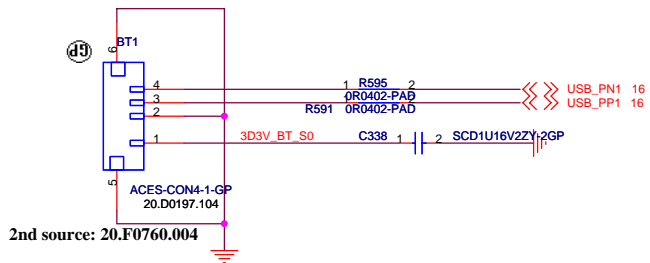 GP
BT1
6
4
1
R595
2
USB_PN1 16
0R0402-PAD
3
1
2
USB_PP1 16
R591 0R0402-PAD
2
1
3D3V_BT_S0
C338
1
2
SCD1U16V2ZY-2GP
5
ACES-CON4-1-GP
20.D0197.104
2nd source: 20.F0760.004